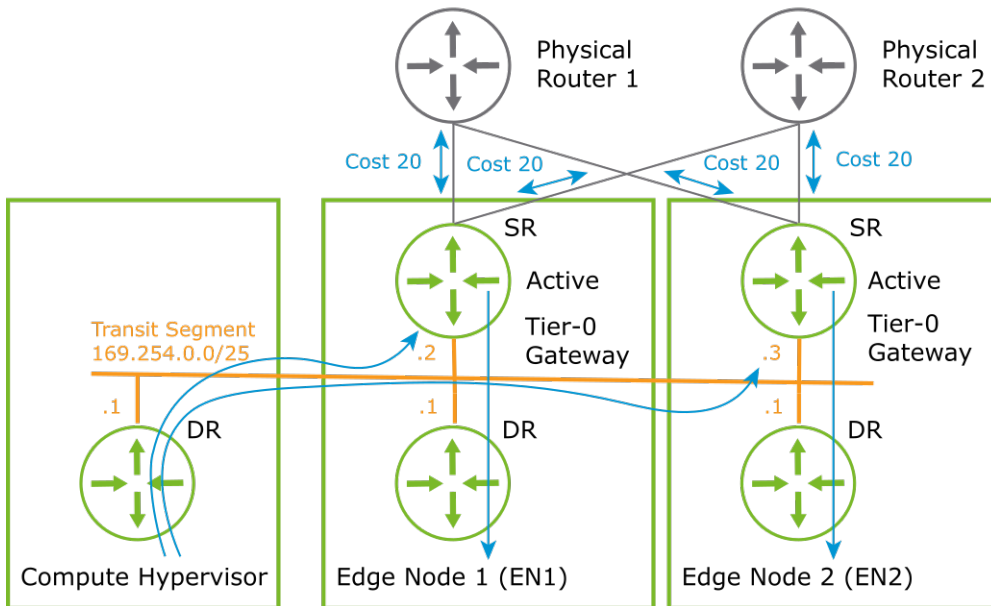 Physical
Router 1
Physical
Router 2
Cost 20
Cost 20
Cost 20
Cost 20
SR
SR
Active
Active
Transit Segment
169.254.0.0/25
.2
Tier-0
Gateway
.3
Tier-0
Gateway
.1
DR
.1
DR
.1
DR
Compute Hypervisor
Edge Node 1 (EN1)
Edge Node 2 (EN2)